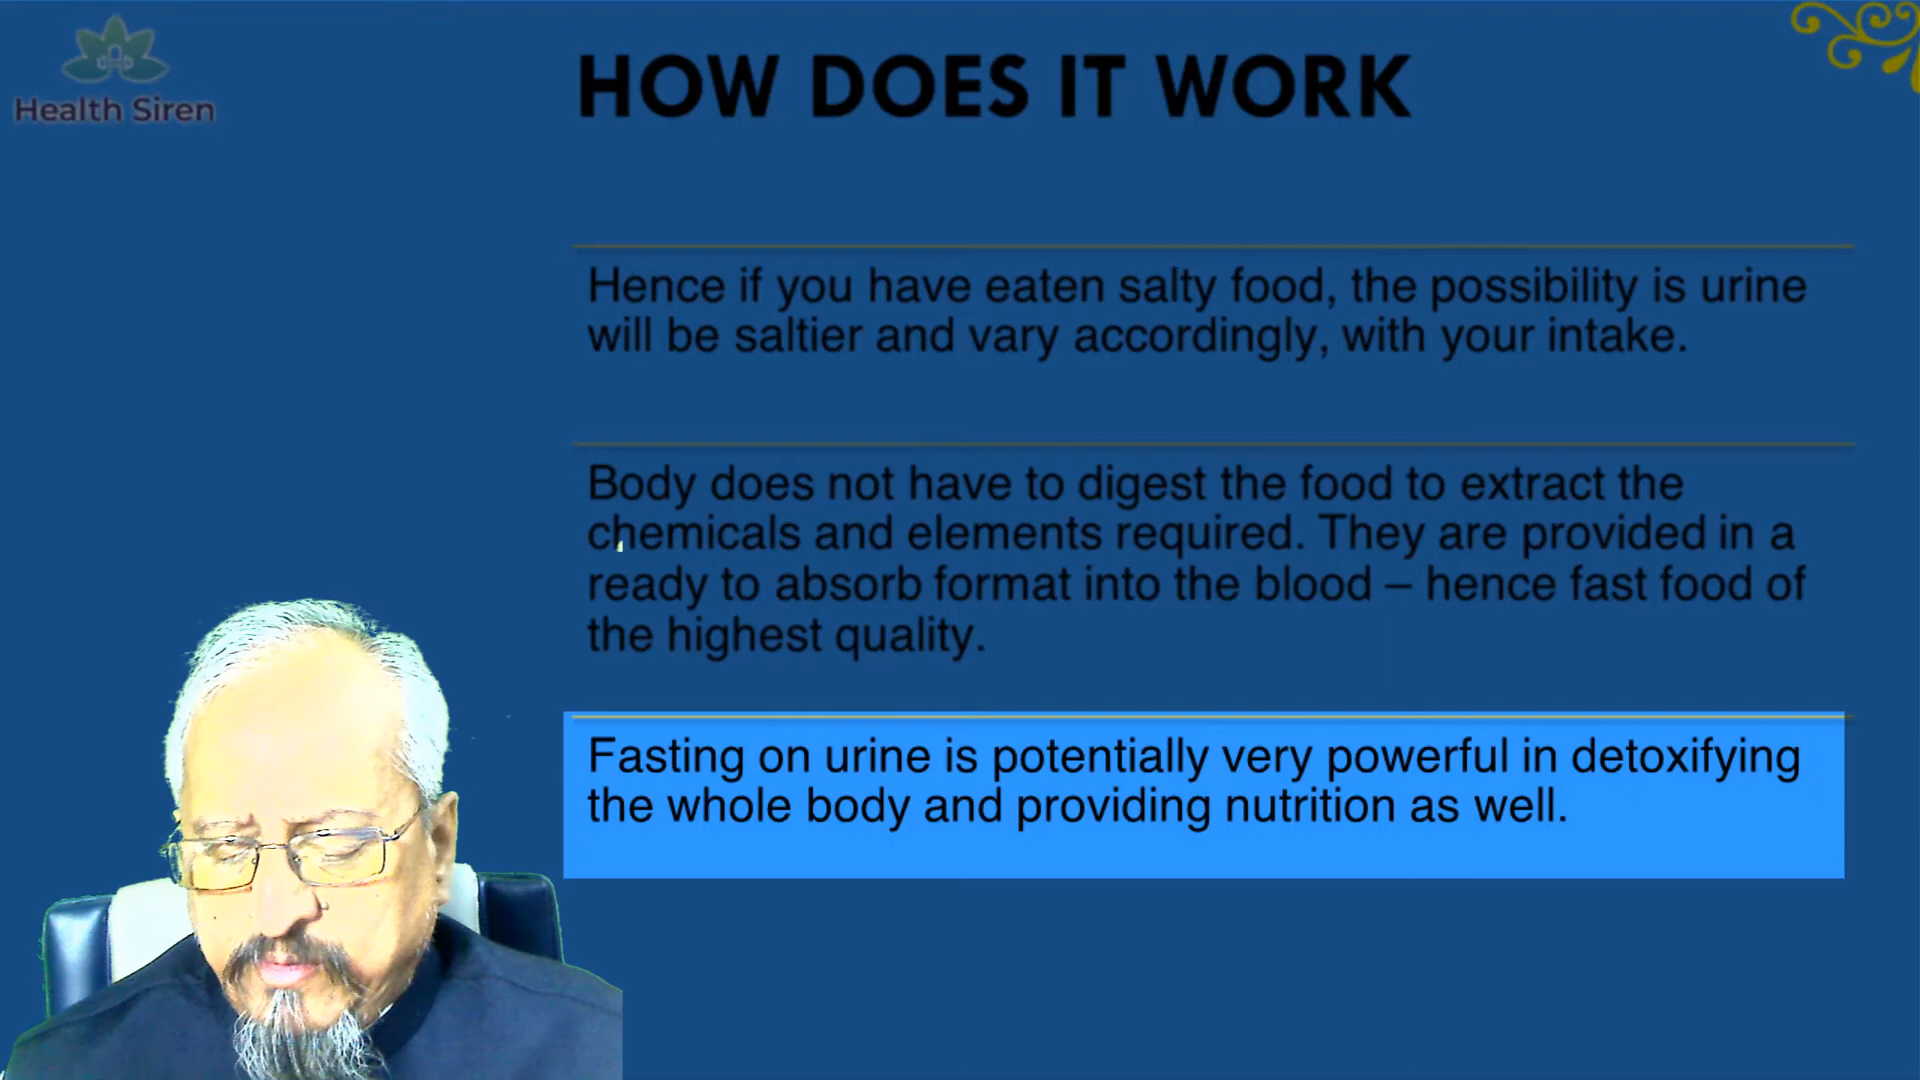 Health Siren
HOW DOES IT WORK
Hence if you have eaten salty food, the possibility is urine
will be saltier and vary accordingly, with your intake.
Body does not have to digest the food to extract the
chemicals and elements required. They are provided in a
ready to absorb format into the blood – hence fast food of
the highest quality.
Fasting on urine is potentially very powerful in detoxifying
the whole body and providing nutrition as well.